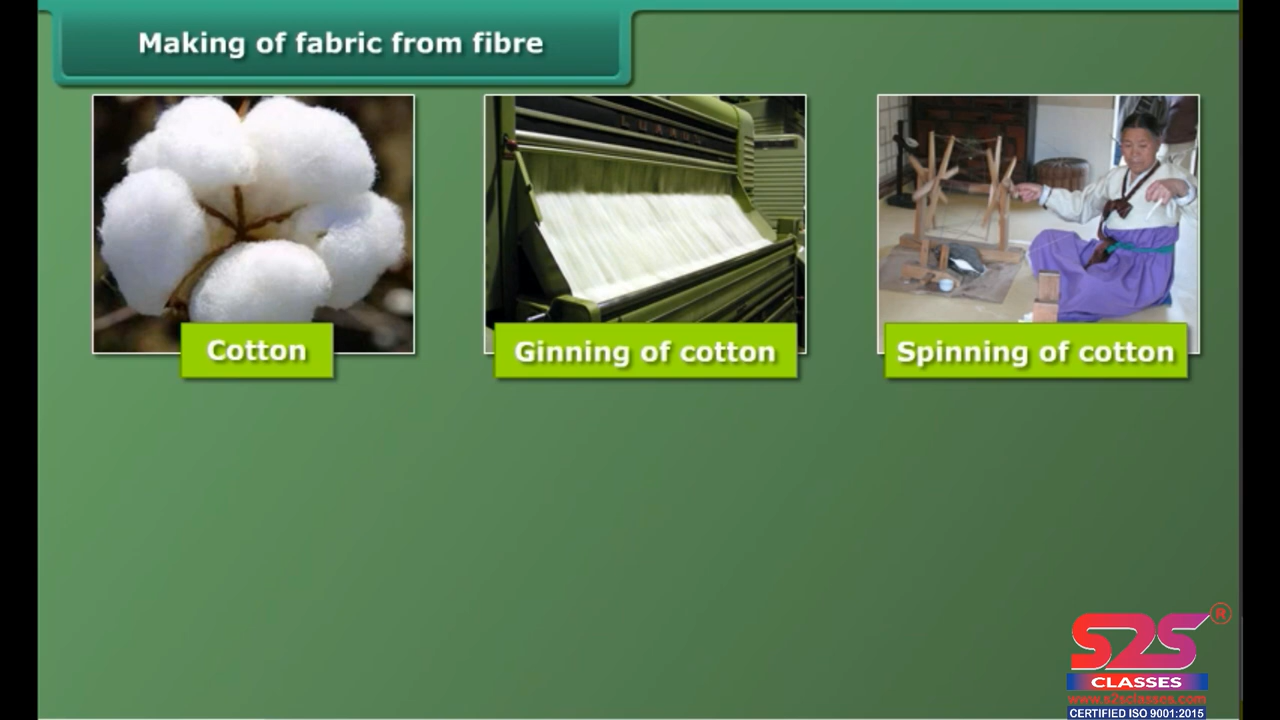 Making of fabric from fibre
LUMMUS
Cotton
Ginning of cotton
Spinning of cotton
S2S
®
CLASSES
www.s2sclasses.com
CERTIFIED ISO 9001:2015